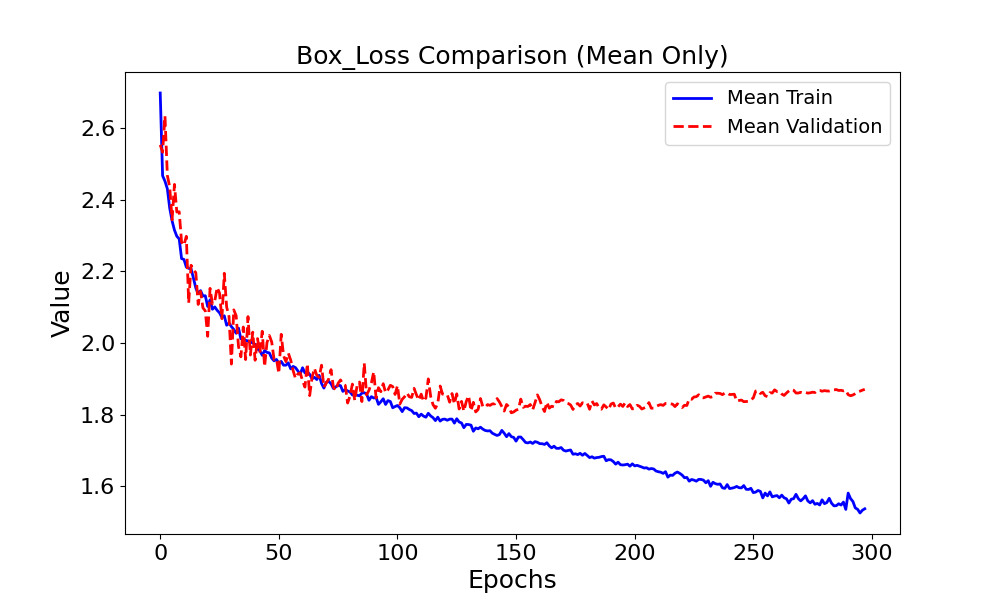 Box_Loss Comparison (Mean Only)
Mean Train
Mean Validation
Value
2.6
2.4
2.2
2.0
1.8
1.6
0 50 100 150 200 250 300
Epochs